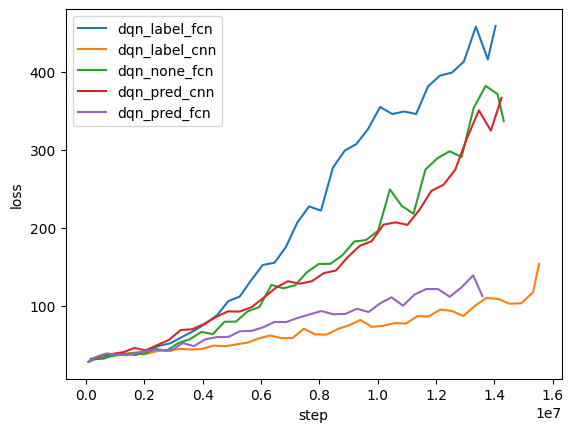 dqn_label_fcn
dqn_label_cnn
dqn_none_fcn
dqn_pred_cnn
dqn_pred_fcn
400
300
200
100
loss
0.0 0.2 0.4 0.6 0.8 1.0 1.2 1.4 1.6
step
1e7